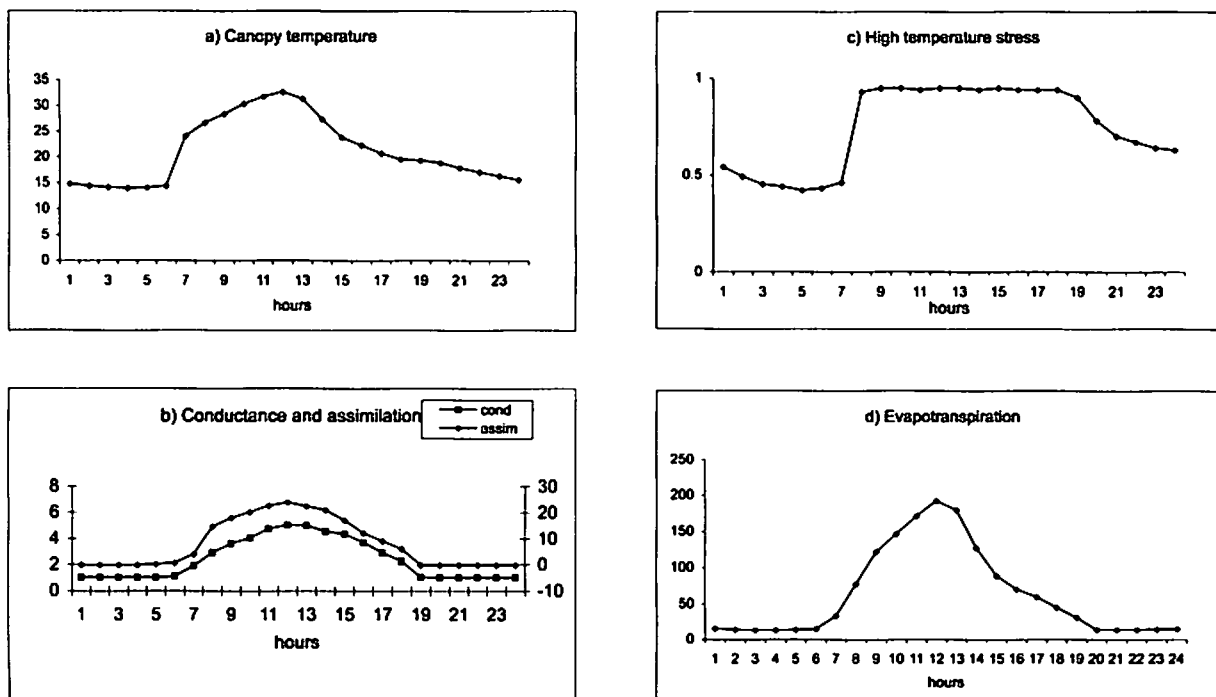 a) Canopy temperature
35
30
25
20
15
10
5
0
1 3 5 7 9 11 13 15 17 19 21 23
hours
c) High temperature stress
1
0.5
0
1 3 5 7 9 11 13 15 17 19 21 23
hours
b) Conductance and assimilation
cond
assim
8 30
6 20
4 10
2 0
0 -10
1 3 5 7 9 11 13 15 17 19 21 23
hours
d) Evapotranspiration
250
200
150
100
50
0
1 2 3 4 5 6 7 8 9 10 11 12 13 14 15 16 17 18 19 20 21 22 23 24
hours